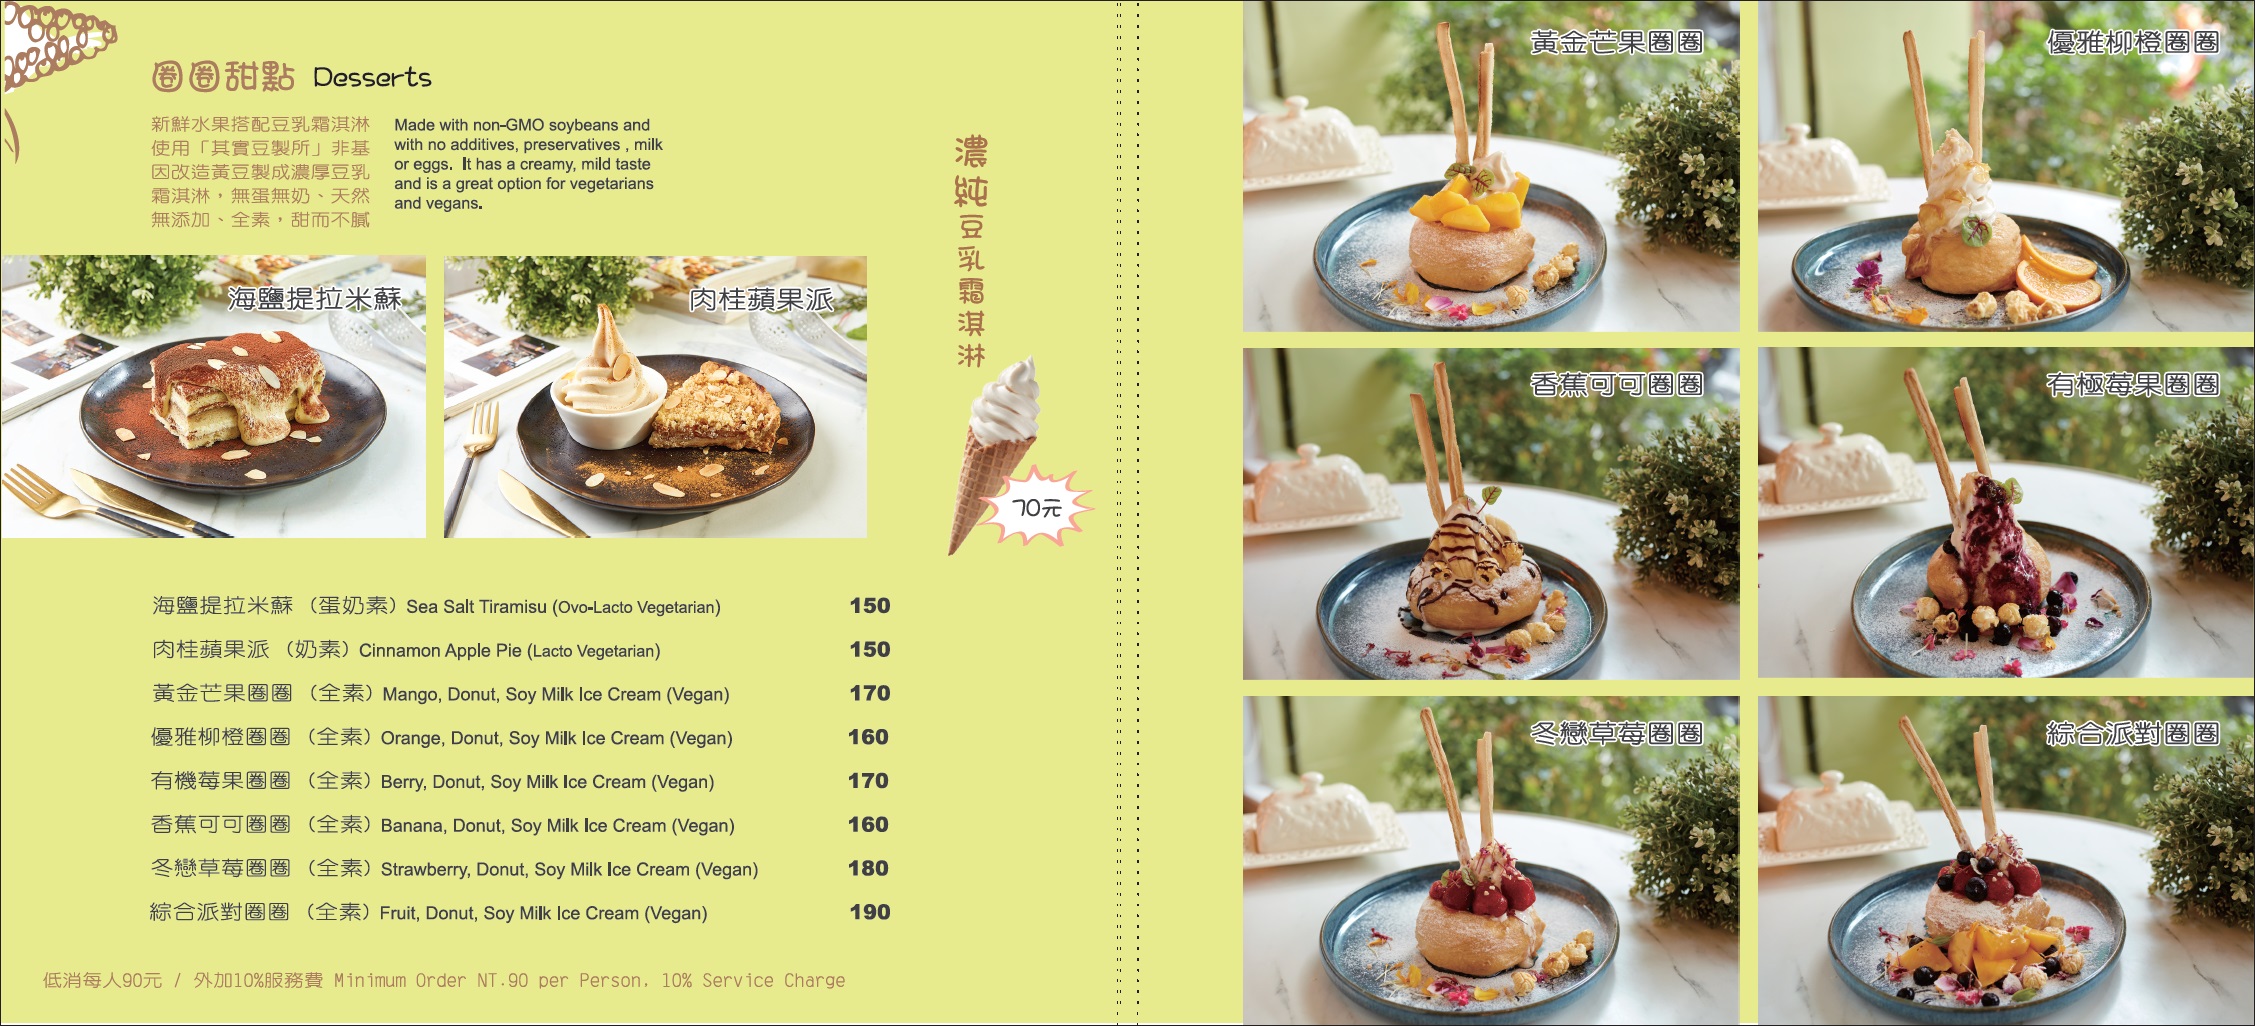 圈圈甜點 Desserts
新鮮水果搭配豆乳霜淇淋
使用「其實豆製所」非基
因改造黃豆製成濃厚豆乳
霜淇淋，無蛋無奶、天然
無添加、全素，甜而不膩
Made with non-GMO soybeans and
with no additives, preservatives , milk
or eggs. It has a creamy, mild taste
and is a great option for vegetarians
and vegans.
海鹽提拉米蘇
肉桂蘋果派
濃純豆乳霜淇淋
70元
海鹽提拉米蘇（蛋奶素）Sea Salt Tiramisu (Ovo-Lacto Vegetarian) 150
肉桂蘋果派（奶素）Cinnamon Apple Pie (Lacto Vegetarian) 150
黃金芒果圈圈（全素）Mango, Donut, Soy Milk Ice Cream (Vegan) 170
優雅柳橙圈圈（全素）Orange, Donut, Soy Milk Ice Cream (Vegan) 160
有機莓果圈圈（全素）Berry, Donut, Soy Milk Ice Cream (Vegan) 170
香蕉可可圈圈（全素）Banana, Donut, Soy Milk Ice Cream (Vegan) 160
冬戀草莓圈圈（全素）Strawberry, Donut, Soy Milk Ice Cream (Vegan) 180
綜合派對圈圈（全素）Fruit, Donut, Soy Milk Ice Cream (Vegan) 190
低消每人90元 / 外加10%服務費 Minimum Order NT.90 per Person, 10% Service Charge
黃金芒果圈圈
優雅柳橙圈圈
香蕉可可圈圈
有極莓果圈圈
冬戀草莓圈圈
綜合派對圈圈